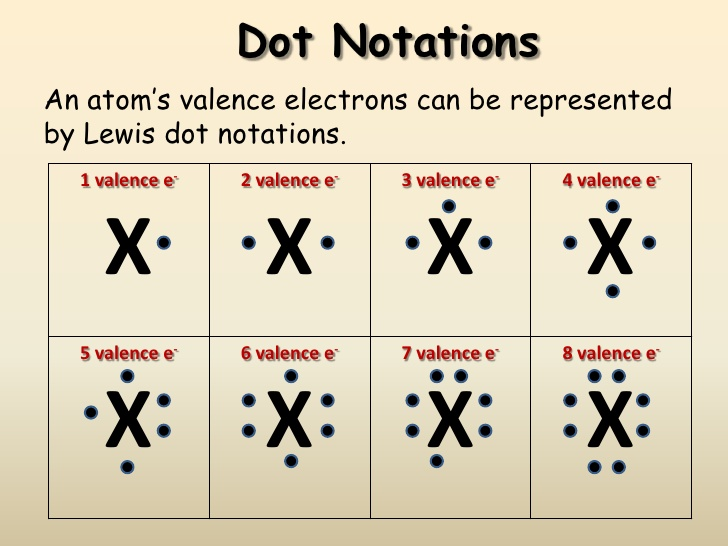 Dot Notations
An atom’s valence electrons can be represented
by Lewis dot notations.
1 valence e-
2 valence e-
3 valence e-
4 valence e-
X
X
X
X
5 valence e-
6 valence e-
7 valence e-
8 valence e-
X
X
X
X